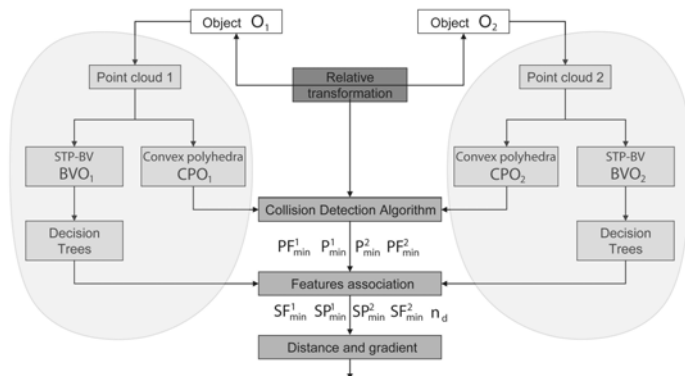 Object O₁
Object O₂
Point cloud 1
Relative
transformation
Point cloud 2
STP-BV
BVO₁
Convex polyhedra
CPO₁
Convex polyhedra
CPO₂
STP-BV
BVO₂
Collision Detection Algorithm
Decision
Trees
PF¹min P¹min P²min PF²min
Decision
Trees
Features association
SF¹min SP¹min SP²min SF²min n_d
Distance and gradient